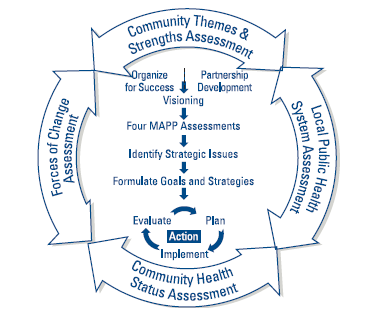 Community Themes &
Strengths Assessment
Organize
for Success
Partnership
Development
Visioning
Four MAPP Assessments
Identify Strategic Issues
Formulate Goals and Strategies
Evaluate
Plan
Action
Implement
Forces of Change
Assessment
Local Public Health
System Assessment
Community Health
Status Assessment